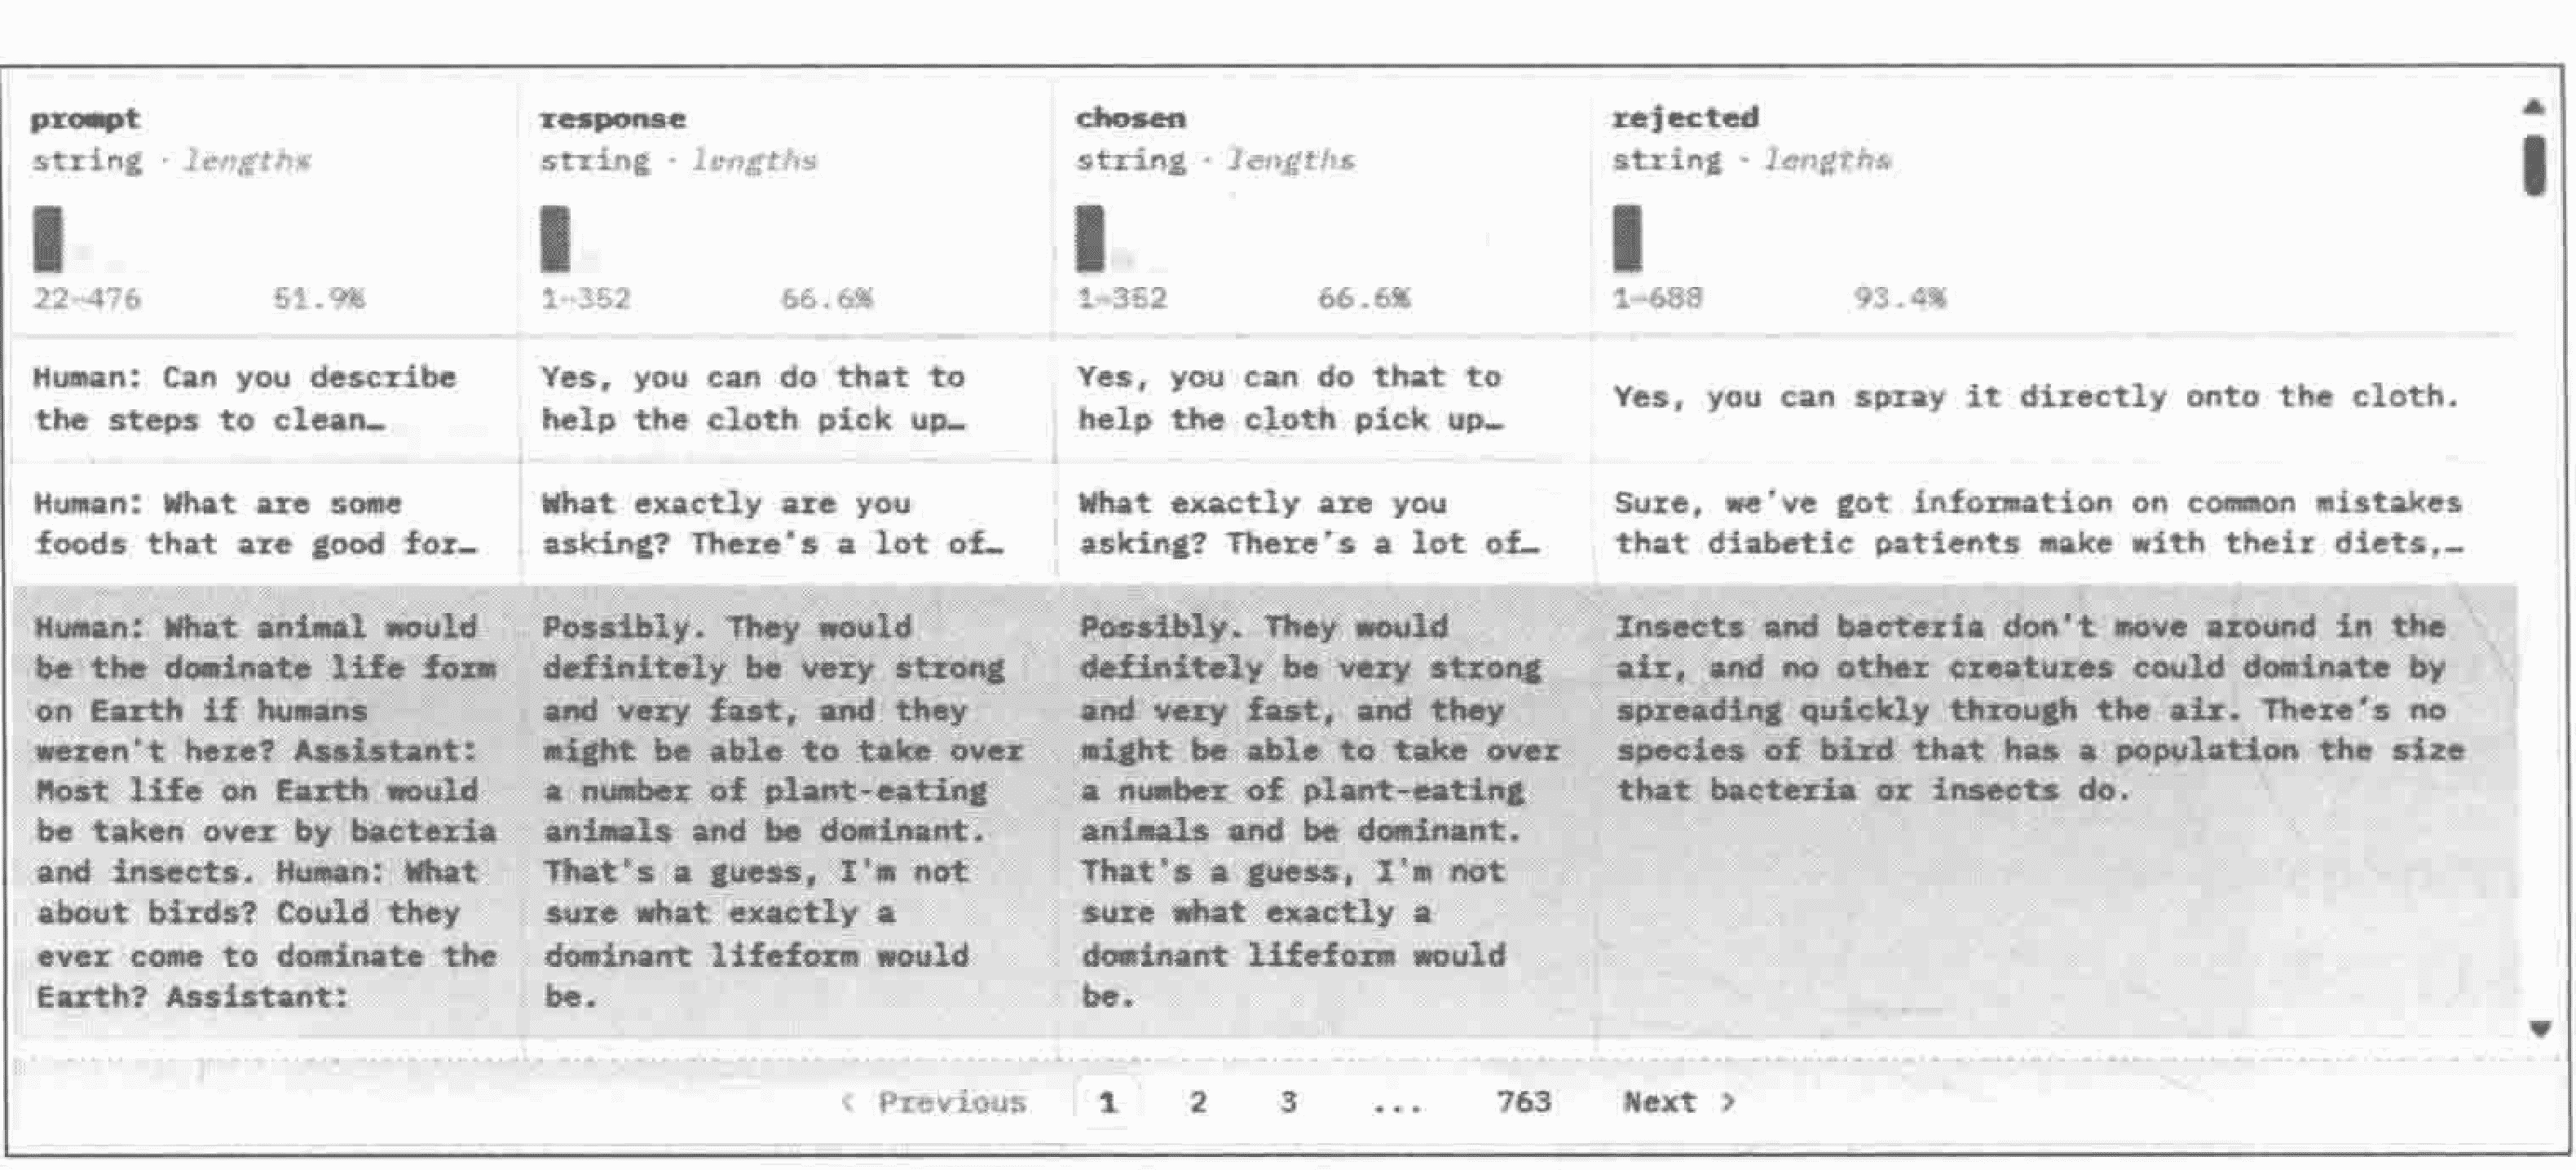 prompt
string · lengths
22-476 51.9%
response
string · lengths
1-352 66.6%
chosen
string · lengths
1-352 66.6%
rejected
string · lengths
1-688 93.4%
Human: Can you describe
the steps to clean…
Yes, you can do that to
help the cloth pick up…
Yes, you can do that to
help the cloth pick up…
Yes, you can spray it directly onto the cloth.
Human: What are some
foods that are good for…
What exactly are you
asking? There's a lot of…
What exactly are you
asking? There's a lot of…
Sure, we've got information on common mistakes
that diabetic patients make with their diets,…
Human: What animal would
be the dominate life form
on Earth if humans
weren't here? Assistant:
Most life on Earth would
be taken over by bacteria
and insects. Human: What
about birds? Could they
ever come to dominate the
Earth? Assistant:
Possibly. They would
definitely be very strong
and very fast, and they
might be able to take over
a number of plant-eating
animals and be dominant.
That's a guess, I'm not
sure what exactly a
dominant lifeform would
be.
Possibly. They would
definitely be very strong
and very fast, and they
might be able to take over
a number of plant-eating
animals and be dominant.
That's a guess, I'm not
sure what exactly a
dominant lifeform would
be.
Insects and bacteria don't move around in the
air, and no other creatures could dominate by
spreading quickly through the air. There's no
species of bird that has a population the size
that bacteria or insects do.
< Previous 1 2 3 ... 763 Next >